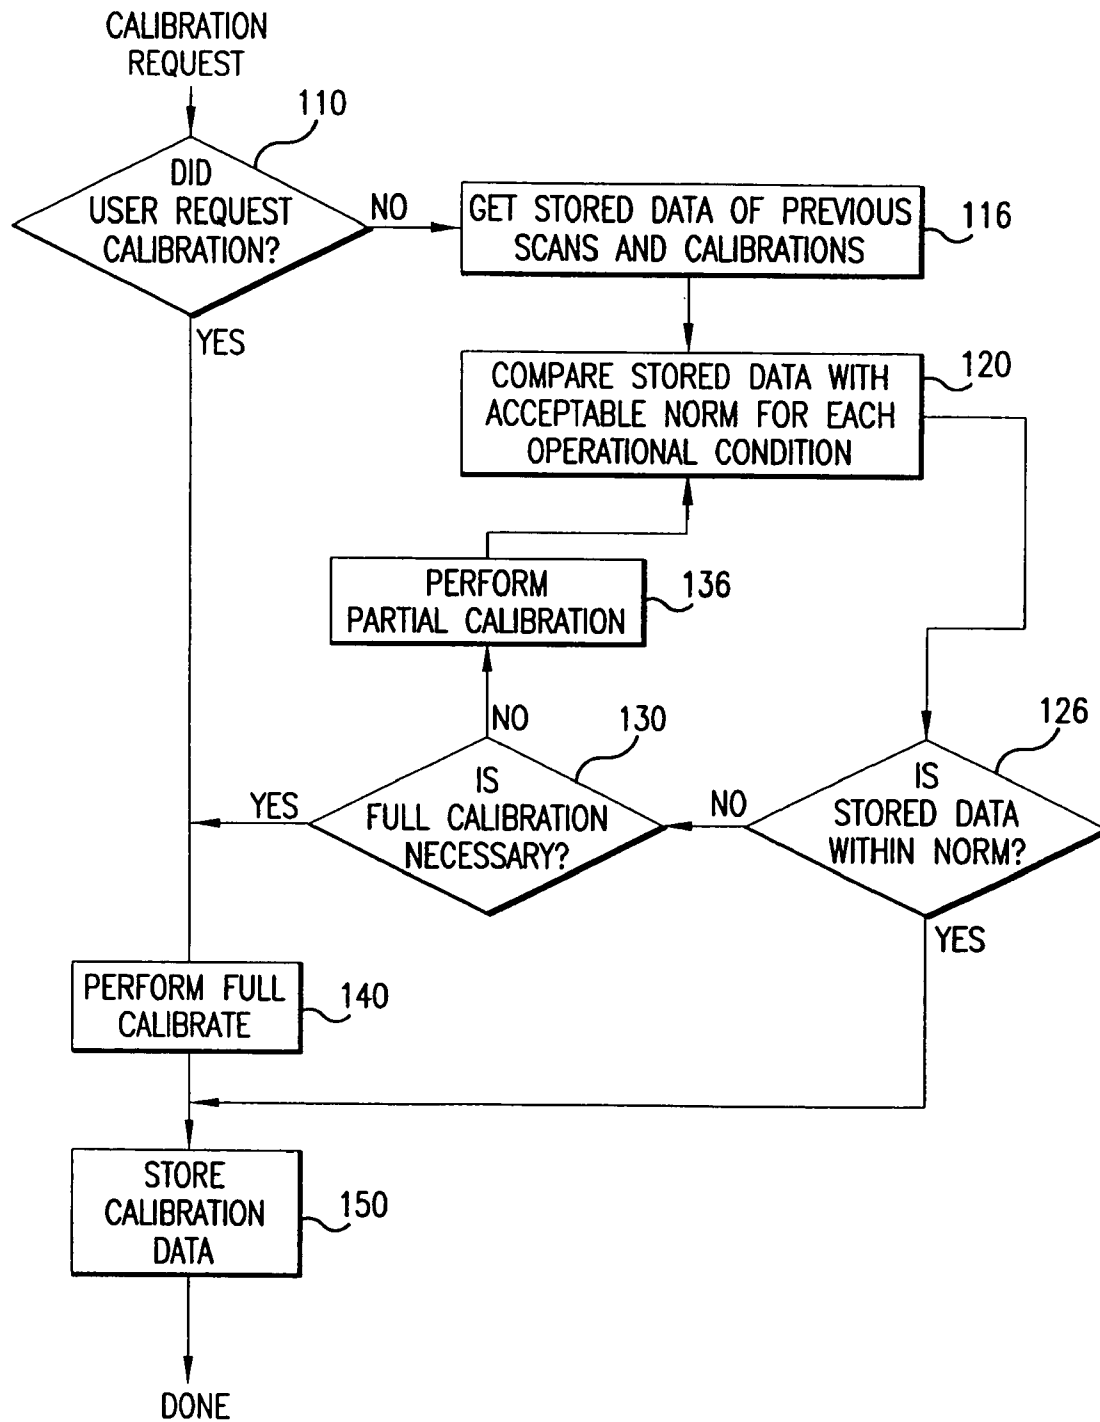 CALIBRATION
REQUEST
110
DID
USER REQUEST
CALIBRATION?
NO
YES
GET STORED DATA OF PREVIOUS
SCANS AND CALIBRATIONS
116
COMPARE STORED DATA WITH
ACCEPTABLE NORM FOR EACH
OPERATIONAL CONDITION
120
PERFORM
PARTIAL CALIBRATION
136
NO
130
IS
FULL CALIBRATION
NECESSARY?
YES
NO
126
IS
STORED DATA
WITHIN NORM?
YES
PERFORM FULL
CALIBRATE
140
STORE
CALIBRATION
DATA
150
DONE